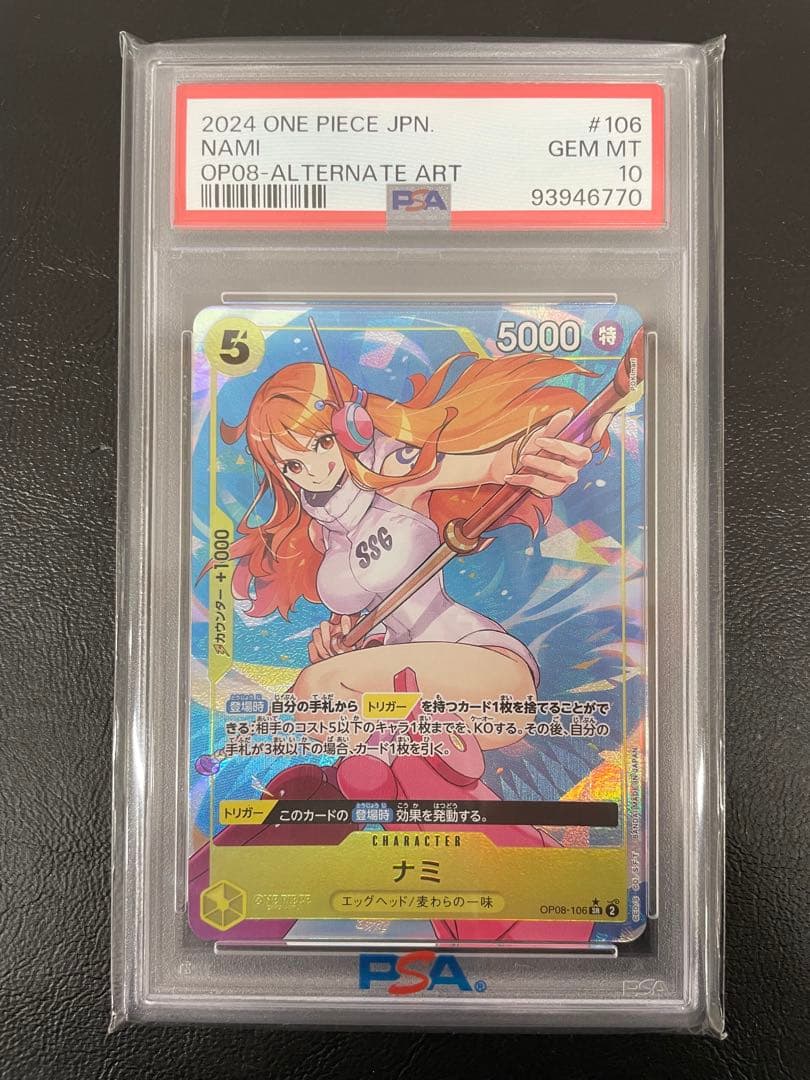 2024 ONE PIECE JPN. #106
NAMI GEM MT
OP08-ALTERNATE ART 10
PSA 93946770
5 5000 特
カウンター +1000
SSG
登場時 自分の手札から トリガー を持つカード1枚を捨てることがで
きる:相手のコスト5以下のキャラ1枚までを、KOする。その後、自分の
手札が3枚以下の場合、カード1枚を引く。
トリガー このカードの 登場時 効果を発動する。
BANDAI MADE IN JAPAN
CHARACTER
ナミ
エッグヘッド/麦わらの一味
OP08-106 SR 2
PSA
PSA